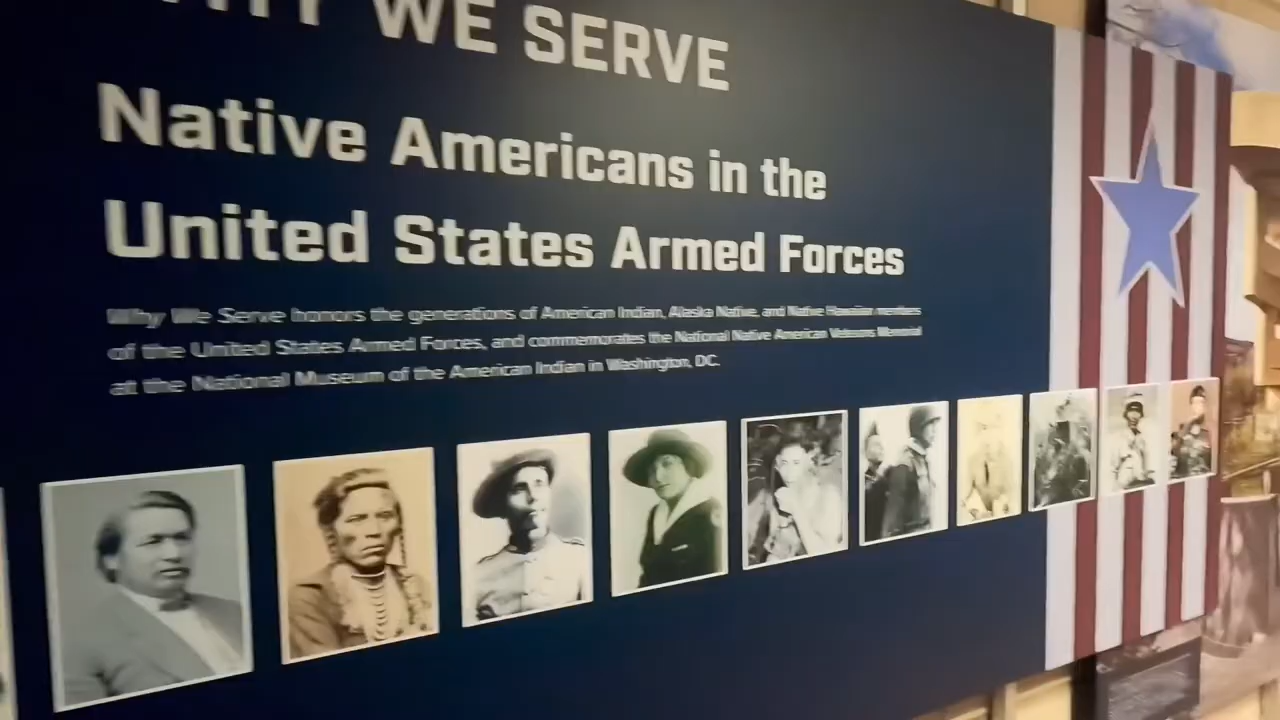 WHY WE SERVE
Native Americans in the
United States Armed Forces
Why We Serve honors the generations of American Indian, Alaska Native, and Native Hawaiian members
of the United States Armed Forces, and commemorates the National Native American Veterans Memorial
at the National Museum of the American Indian in Washington, DC.